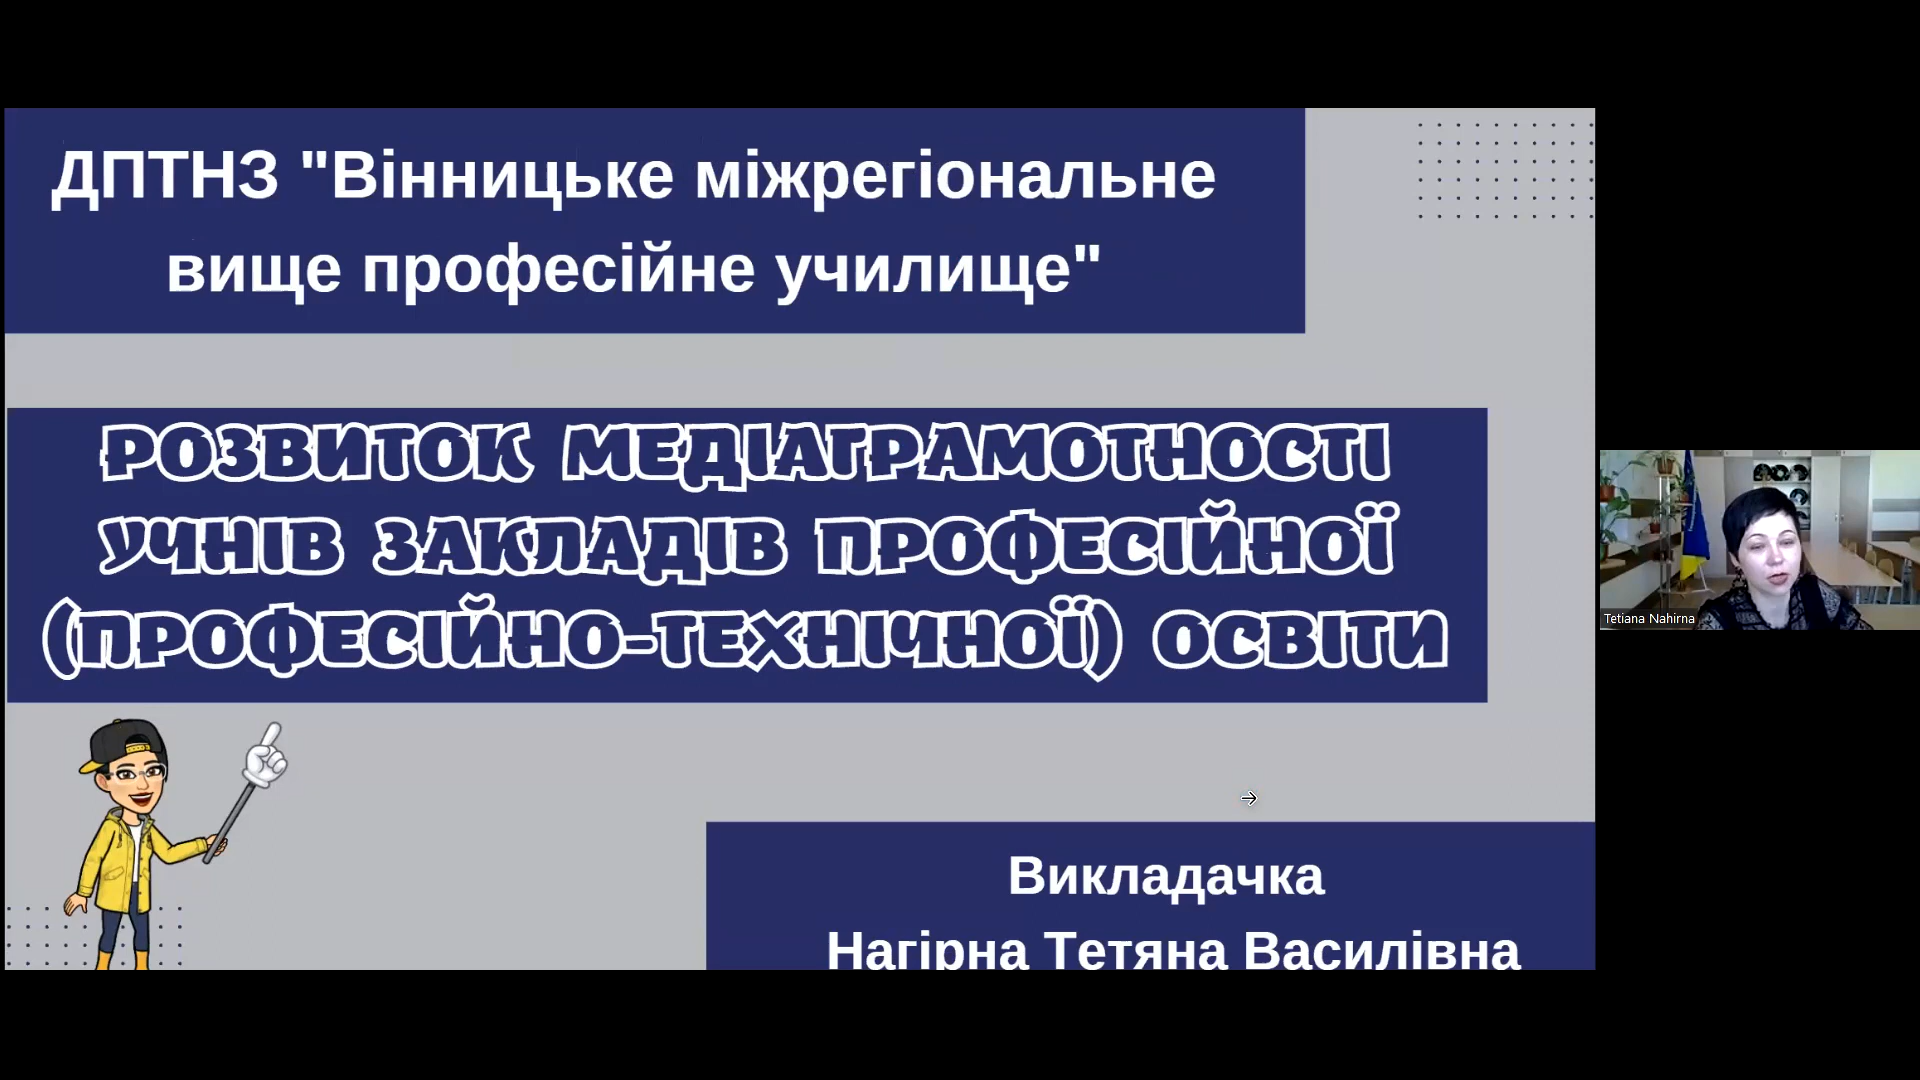 ДПТНЗ "Вінницьке міжрегіональне
вище професійне училище"
РОЗВИТОК МЕДІАГРАМОТНОСТІ
УЧНІВ ЗАКЛАДІВ ПРОФЕСІЙНОЇ
(ПРОФЕСІЙНО-ТЕХНІЧНОЇ) ОСВІТИ
Викладачка
Нагірна Тетяна Василівна
Tetiana Nahirna